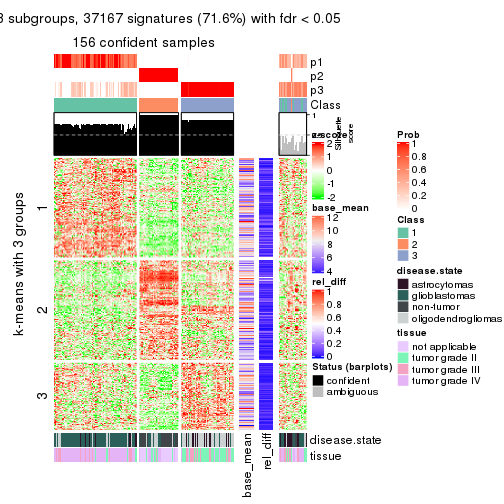 3 subgroups, 37167 signatures (71.6%) with fdr < 0.05
156 confident samples
p1
p2
p3
Class
1
Silhouette
score
z-score
2
1
0
-1
-2
base_mean
12
10
8
6
4
rel_diff
1
0.8
0.6
0.4
0.2
0
Status (barplots)
confident
ambiguous
Prob
1
0.8
0.6
0.4
0.2
0
Class
1
2
3
disease.state
astrocytomas
glioblastomas
non-tumor
oligodendrogliomas
tissue
not applicable
tumor grade II
tumor grade III
tumor grade IV
k-means with 3 groups
1
2
3
disease.state
tissue
base_mean
rel_diff